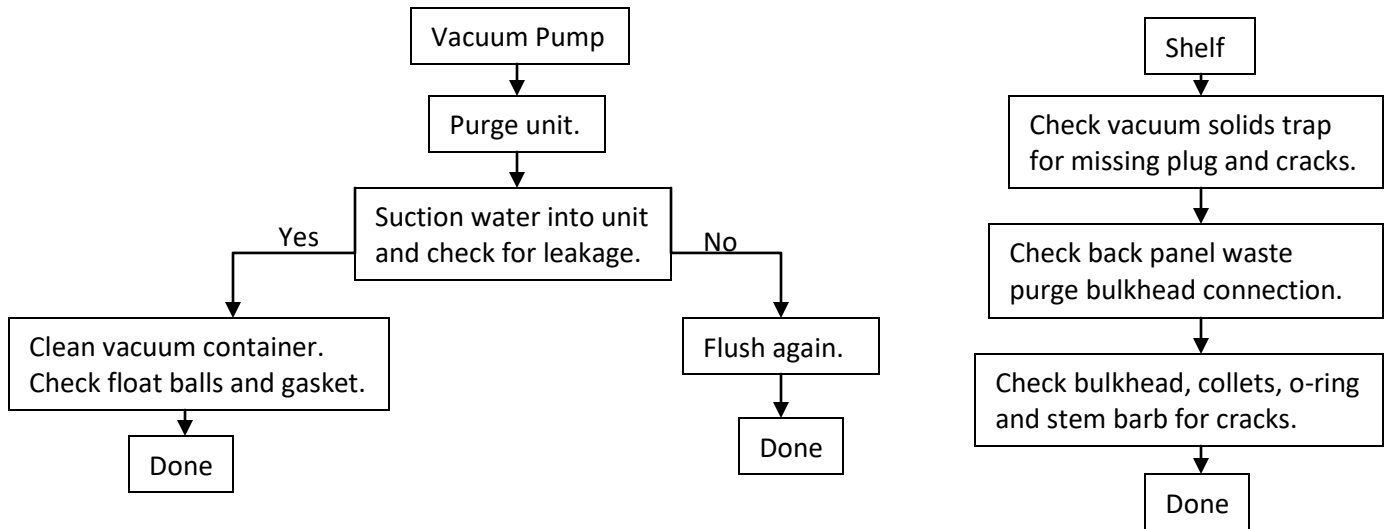 Vacuum Pump
Purge unit.
Suction water into unit
and check for leakage.
Yes
No
Clean vacuum container.
Check float balls and gasket.
Done
Flush again.
Done
Shelf
Check vacuum solids trap
for missing plug and cracks.
Check back panel waste
purge bulkhead connection.
Check bulkhead, collets, o-ring
and stem barb for cracks.
Done